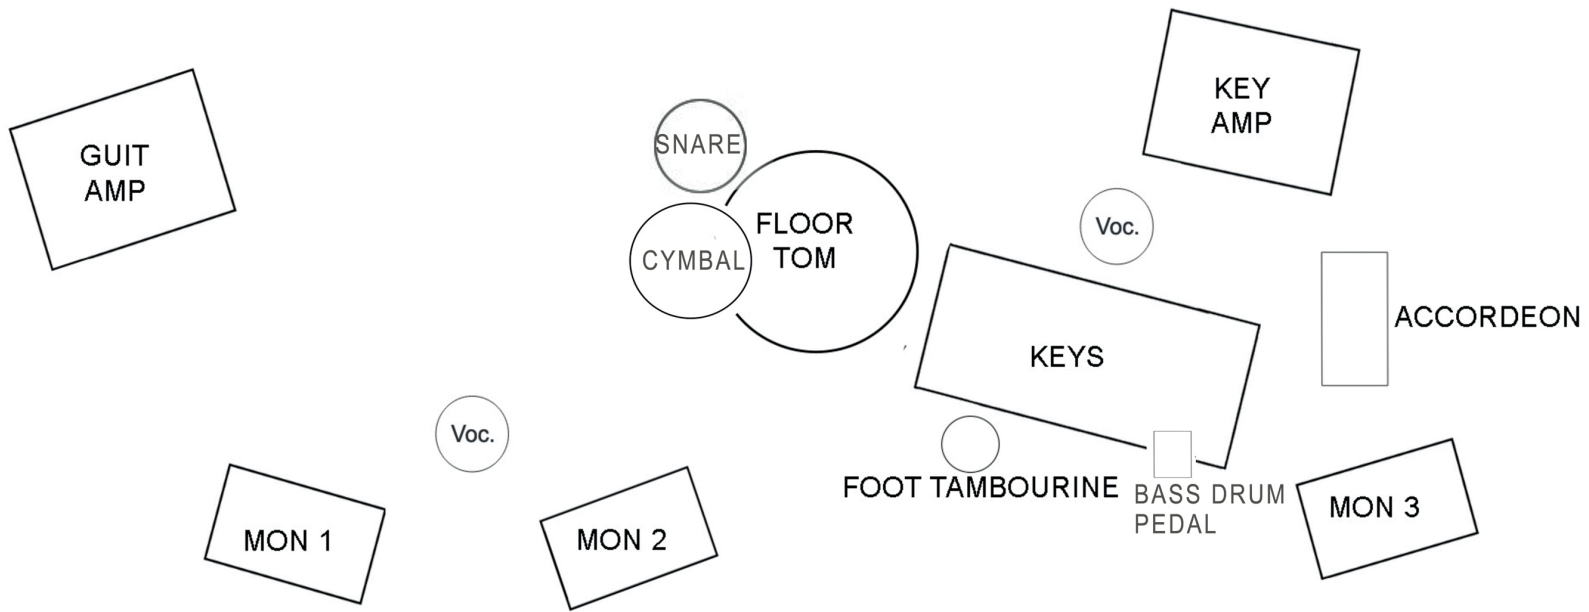 KEY
AMP
GUIT
AMP
SNARE
FLOOR
TOM
Voc.
CYMBAL
ACCORDEON
KEYS
Voc.
FOOT TAMBOURINE
BASS DRUM
PEDAL
MON 1
MON 2
MON 3